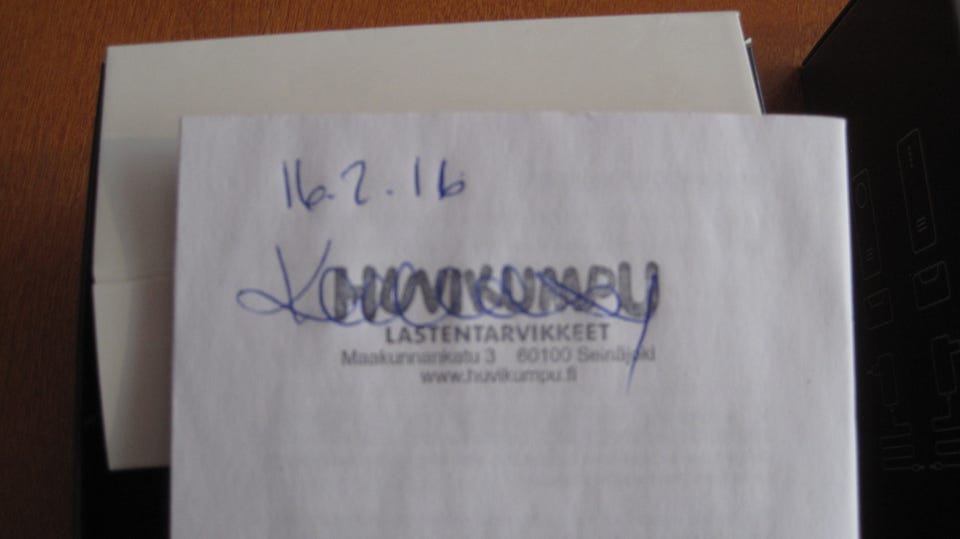 16.2.16
HUVIKUMPU
LASTENTARVIKKEET
Maakunnankatu 3 60100 Seinäjoki
www.huvikumpu.fi